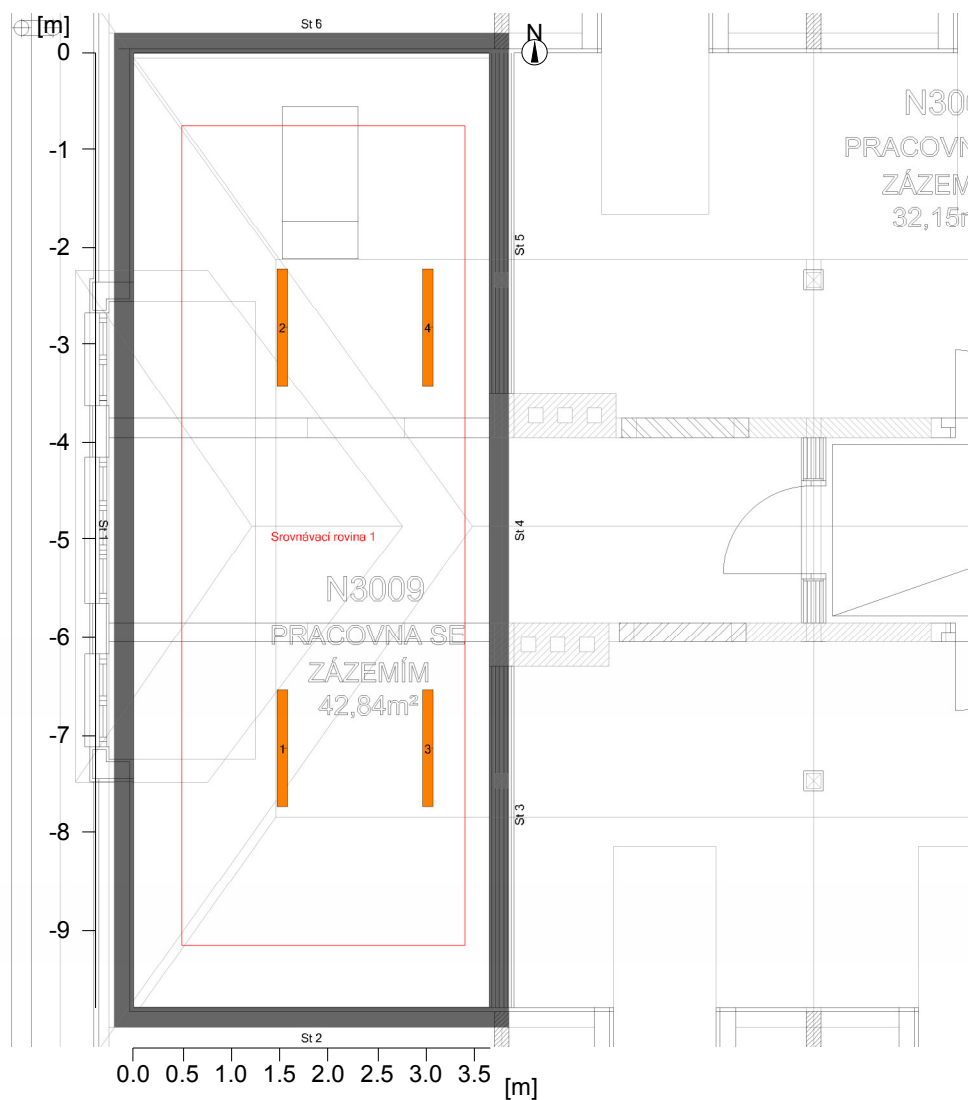 St 6
[m]
N
0
-1
-2
-3
-4
-5
-6
-7
-8
-9
PRACOVN
ZÁZEM
St 5
2
4
St 1
Srovnávací rovina 1
St 4
N3009
PRACOVNA SE
ZÁZEMÍM
42,84m²
1
3
St 3
St 2
0.0 0.5 1.0 1.5 2.0 2.5 3.0 3.5
[m]